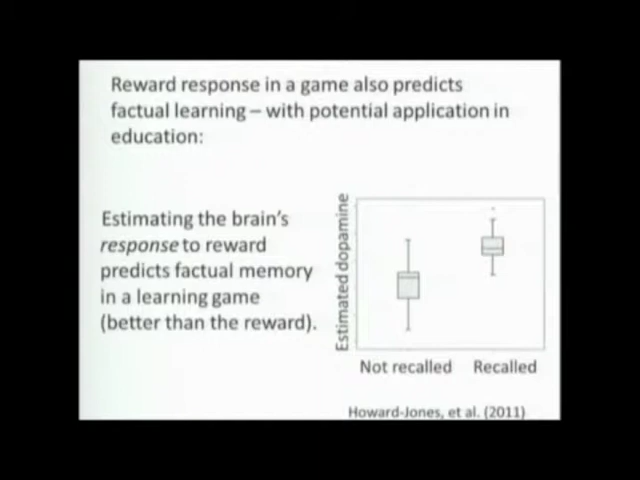 Reward response in a game also predicts
factual learning – with potential application in
education:
Estimating the brain's
response to reward
predicts factual memory
in a learning game
(better than the reward).
Estimated dopamine
Not recalled
Recalled
Howard-Jones, et al. (2011)